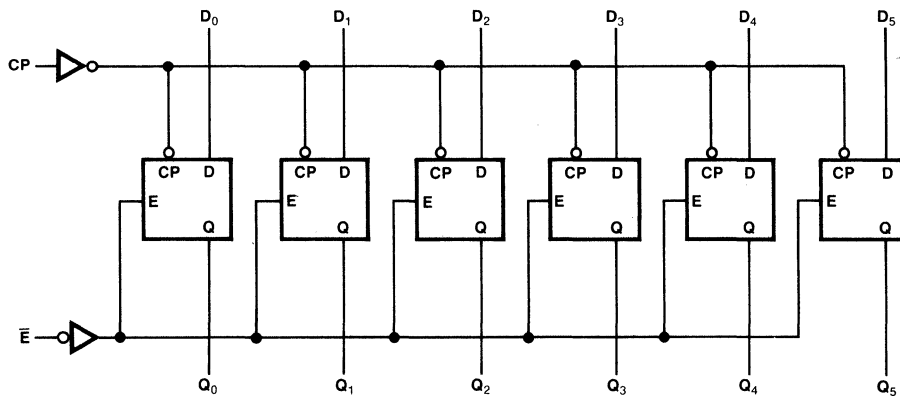 D₀ D₁ D₂ D₃ D₄ D₅
CP
CP D CP D CP D CP D CP D CP D
E E E E E E
Q Q Q Q Q Q
E̅
Q₀ Q₁ Q₂ Q₃ Q₄ Q₅